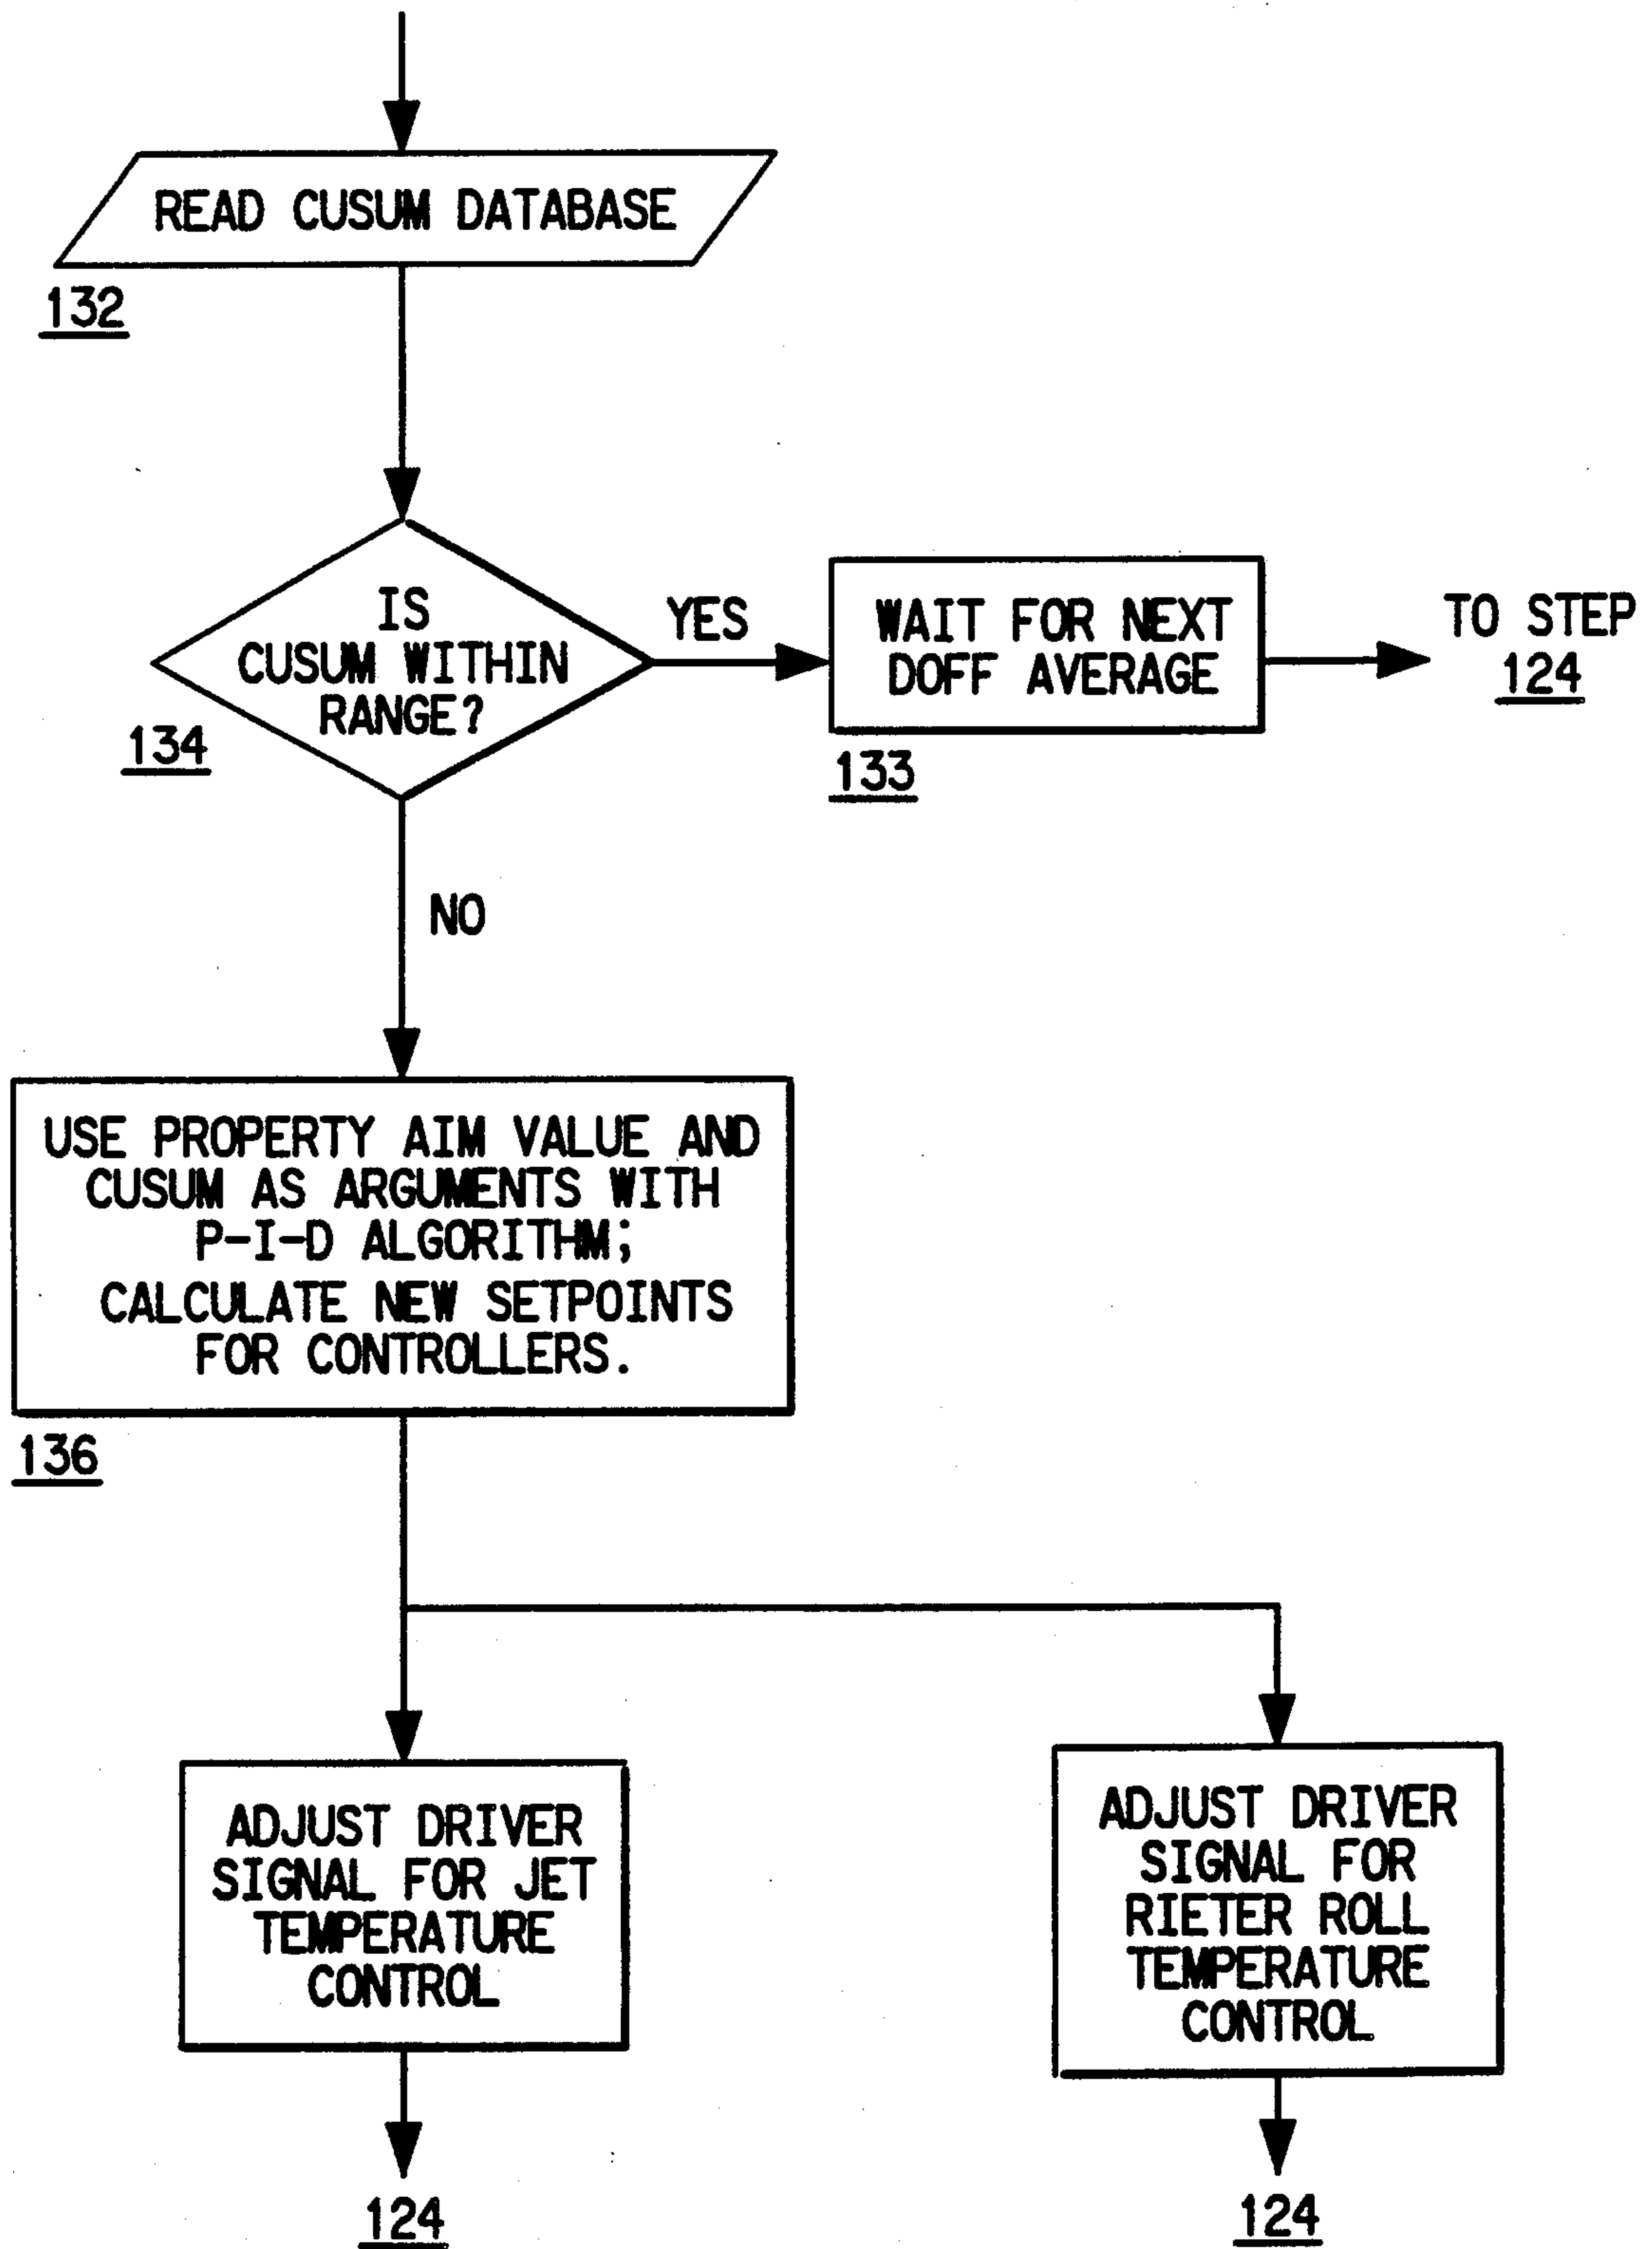 READ CUSUM DATABASE
132
IS
CUSUM WITHIN
RANGE?
134
YES
WAIT FOR NEXT
DOFF AVERAGE
133
TO STEP
124
NO
USE PROPERTY AIM VALUE AND
CUSUM AS ARGUMENTS WITH
P-I-D ALGORITHM;
CALCULATE NEW SETPOINTS
FOR CONTROLLERS.
136
ADJUST DRIVER
SIGNAL FOR JET
TEMPERATURE
CONTROL
124
ADJUST DRIVER
SIGNAL FOR
RIETER ROLL
TEMPERATURE
CONTROL
124